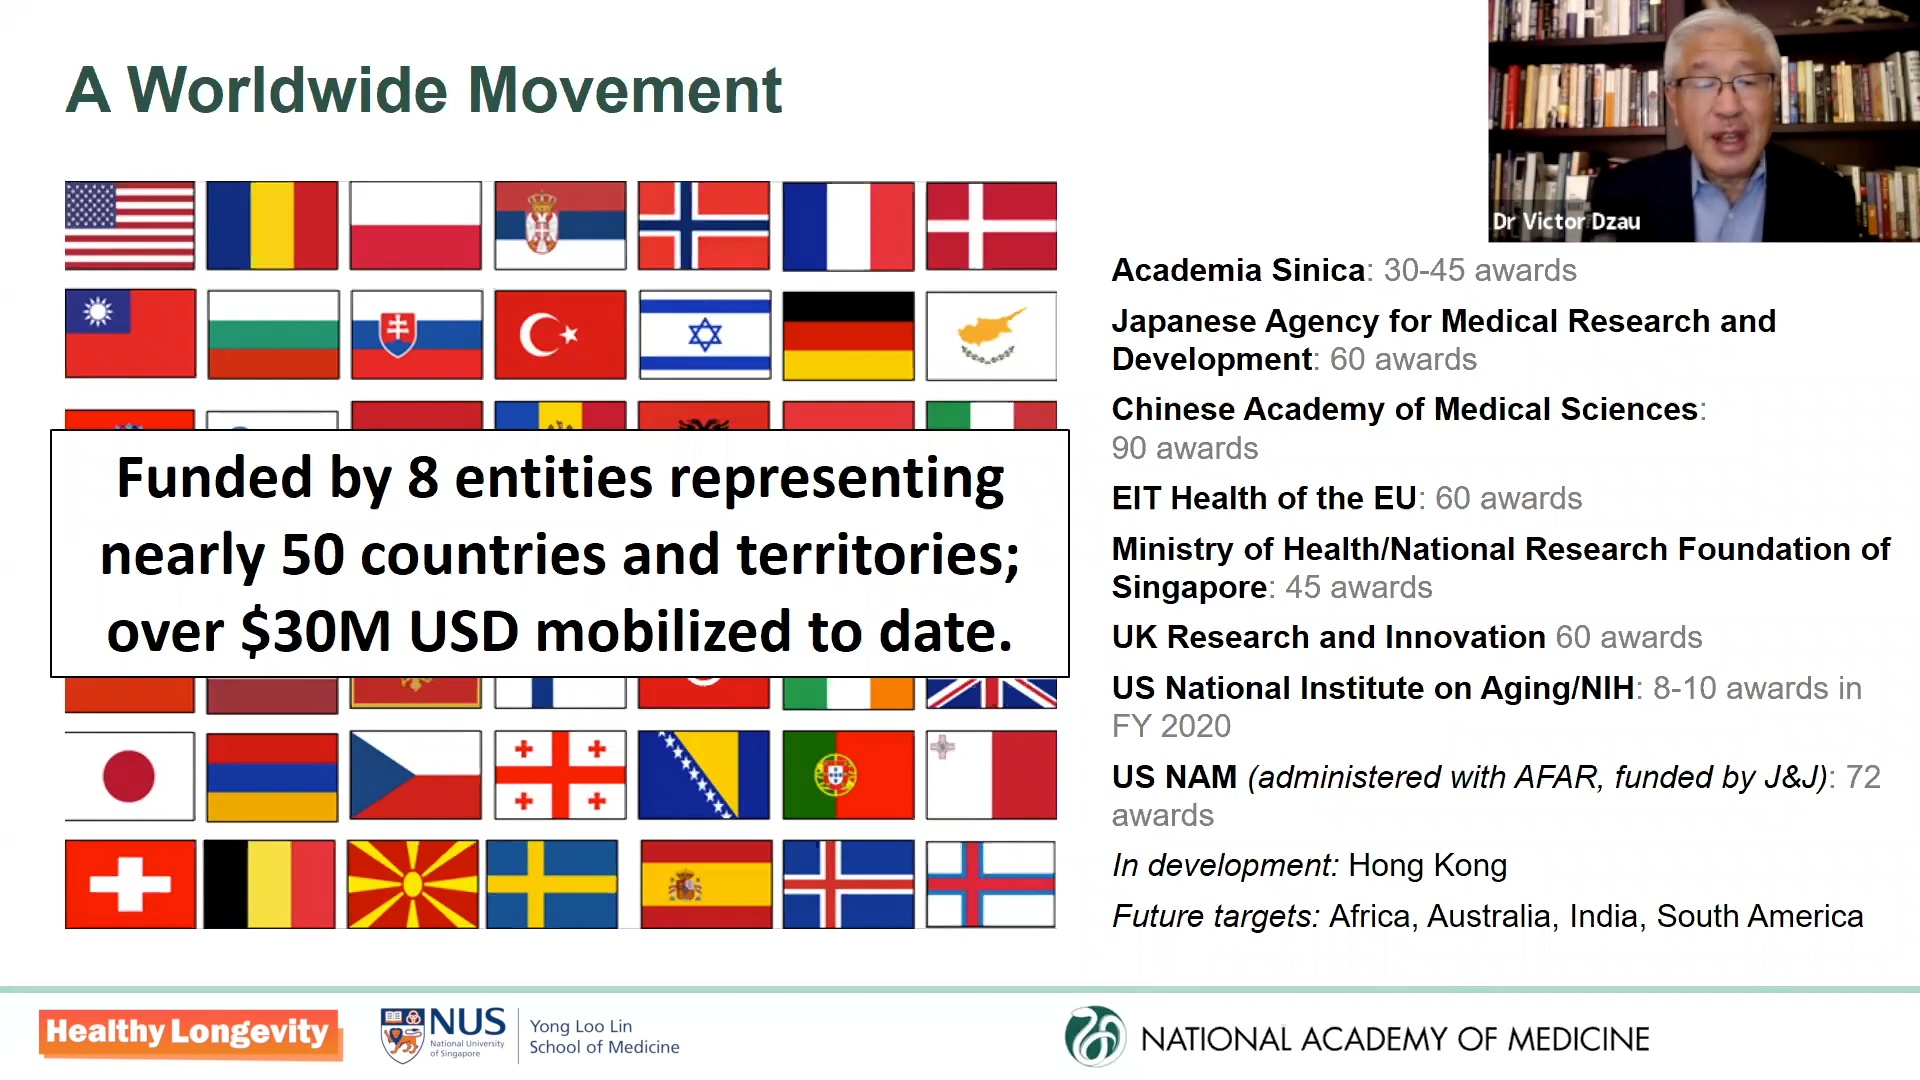 A Worldwide Movement
Dr Victor Dzau
Funded by 8 entities representing
nearly 50 countries and territories;
over $30M USD mobilized to date.
Academia Sinica: 30-45 awards
Japanese Agency for Medical Research and
Development: 60 awards
Chinese Academy of Medical Sciences:
90 awards
EIT Health of the EU: 60 awards
Ministry of Health/National Research Foundation of
Singapore: 45 awards
UK Research and Innovation 60 awards
US National Institute on Aging/NIH: 8-10 awards in
FY 2020
US NAM (administered with AFAR, funded by J&J): 72
awards
In development: Hong Kong
Future targets: Africa, Australia, India, South America
Healthy Longevity
NUS
National University
of Singapore
Yong Loo Lin
School of Medicine
NATIONAL ACADEMY OF MEDICINE